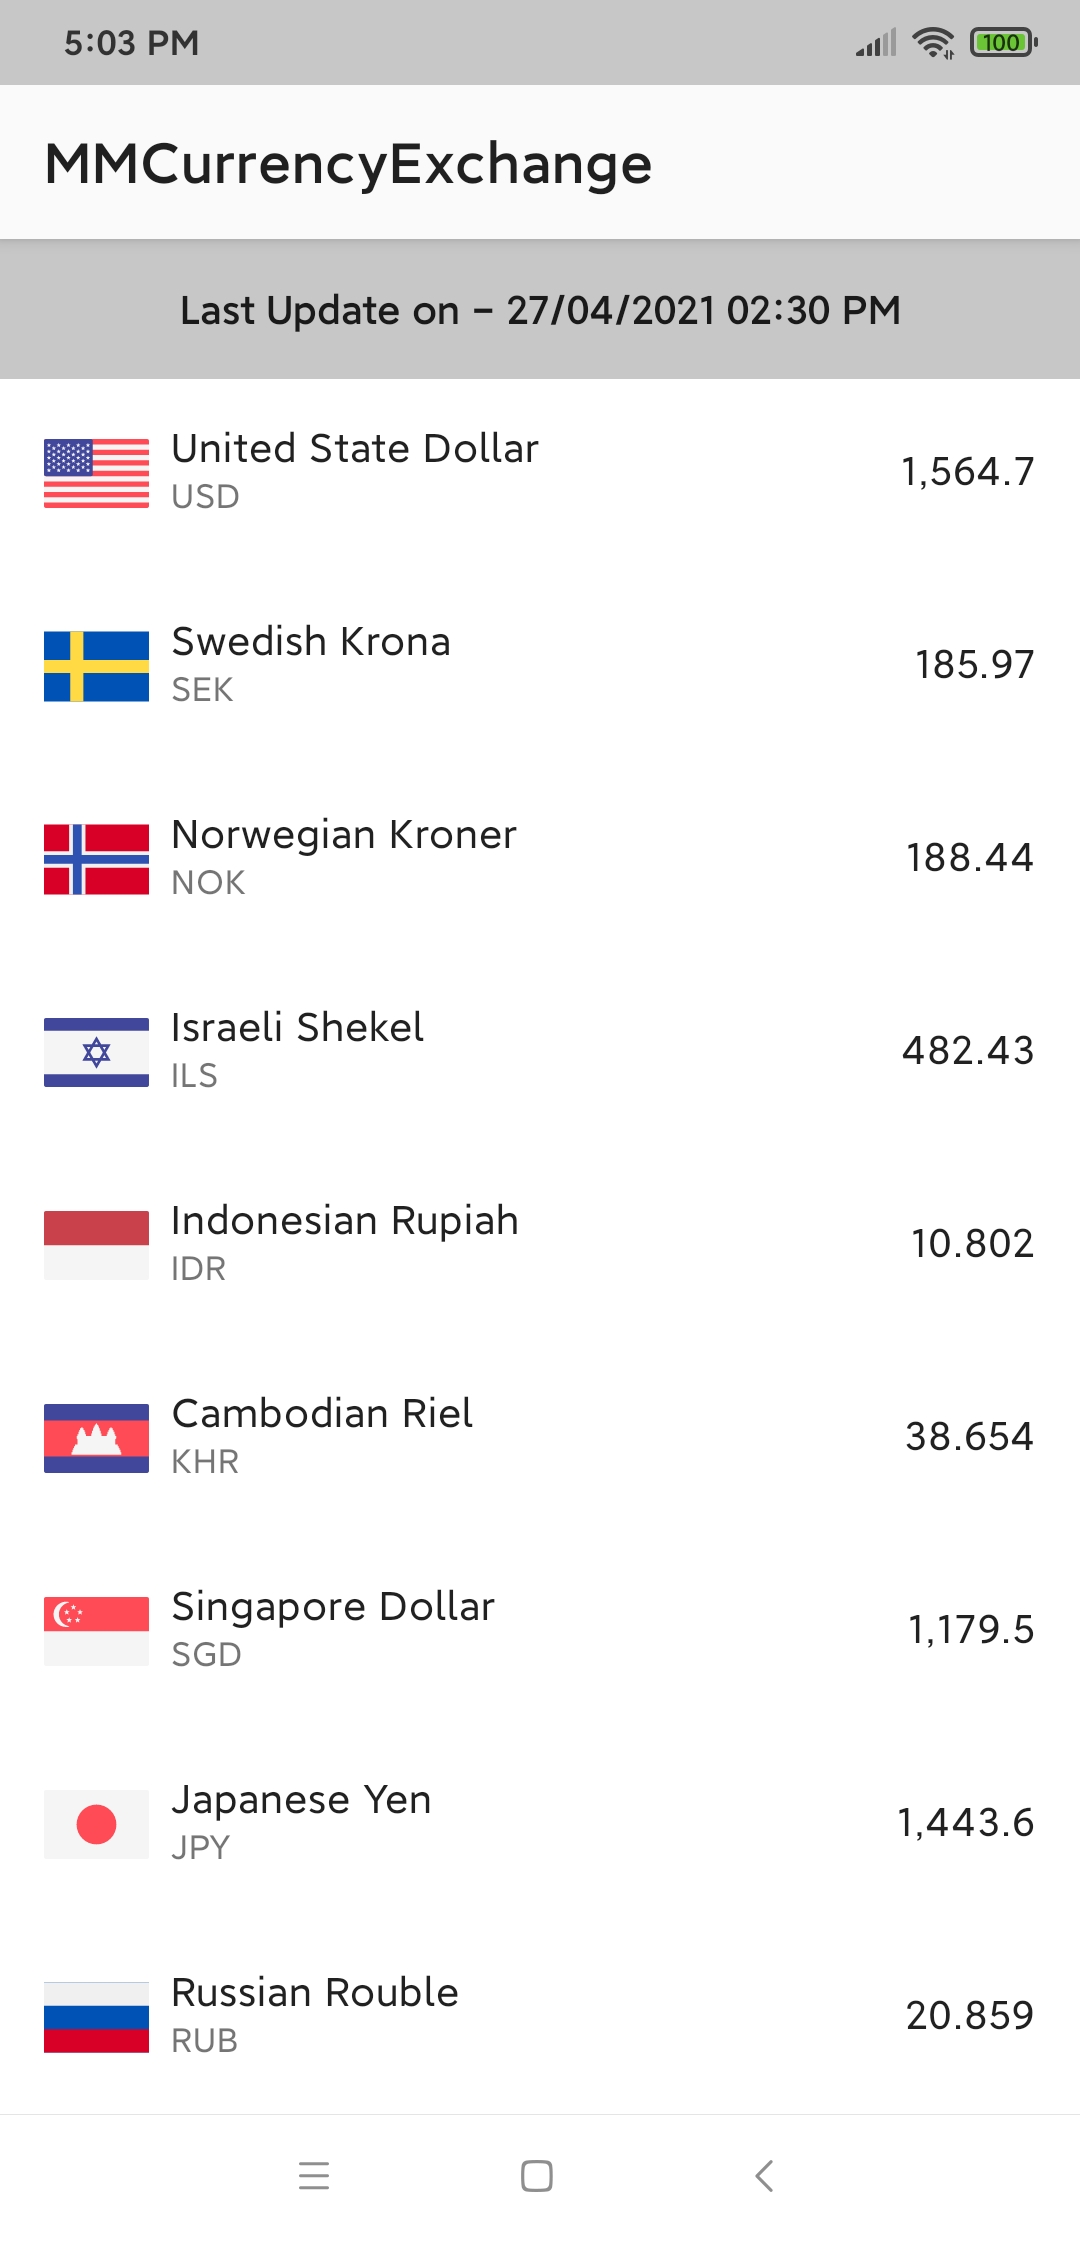 5:03 PM
100
MMCurrencyExchange
Last Update on - 27/04/2021 02:30 PM
United State Dollar
USD
1,564.7
Swedish Krona
SEK
185.97
Norwegian Kroner
NOK
188.44
Israeli Shekel
ILS
482.43
Indonesian Rupiah
IDR
10.802
Cambodian Riel
KHR
38.654
Singapore Dollar
SGD
1,179.5
Japanese Yen
JPY
1,443.6
Russian Rouble
RUB
20.859